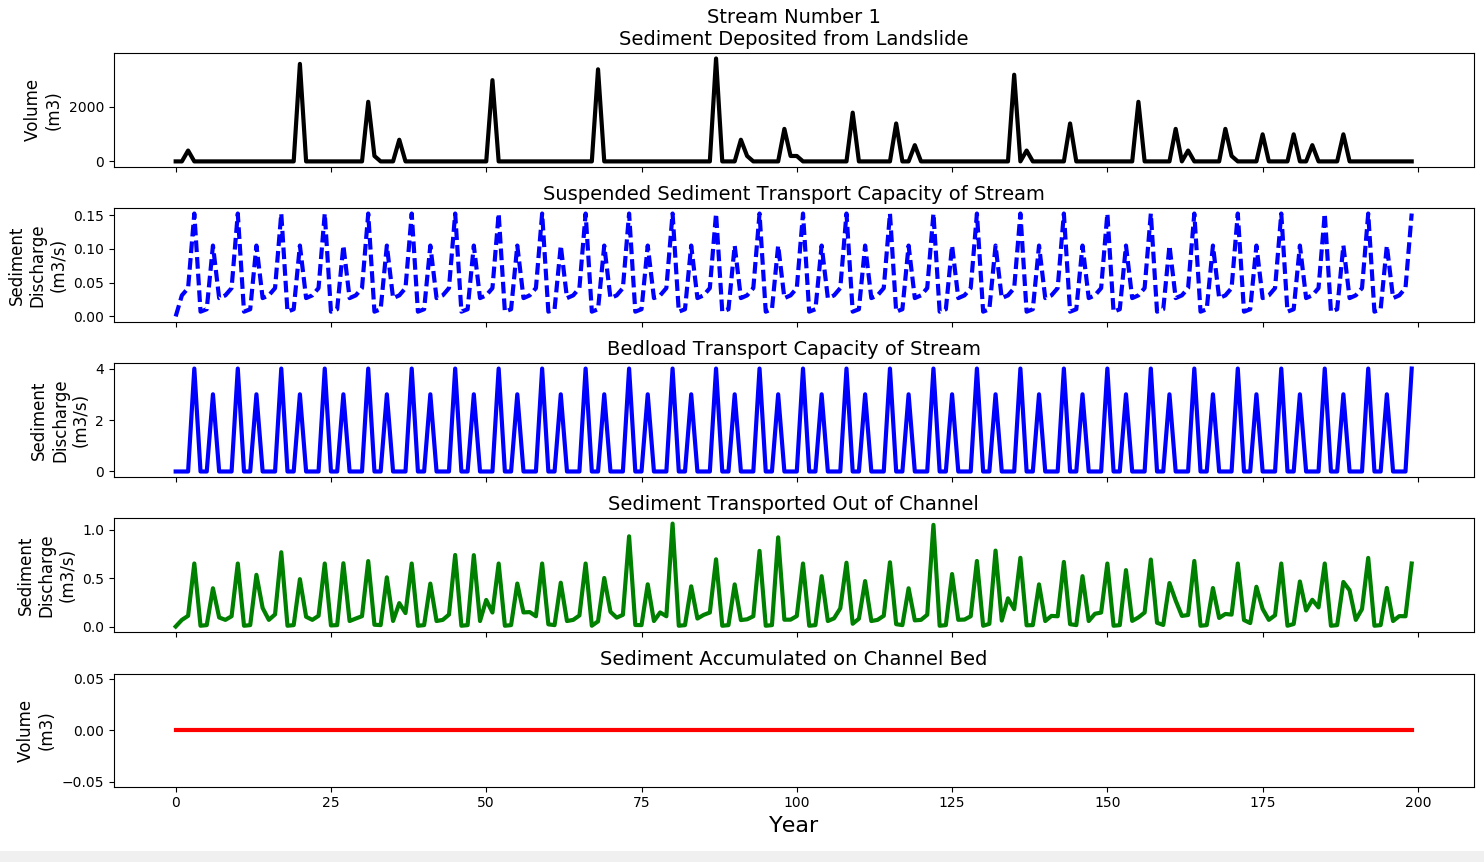 Stream Number 1
Sediment Deposited from Landslide
Volume
(m3)
2000
0
Suspended Sediment Transport Capacity of Stream
Sediment
Discharge
(m3/s)
0.15
0.10
0.05
0.00
Bedload Transport Capacity of Stream
Sediment
Discharge
(m3/s)
4
2
0
Sediment Transported Out of Channel
Sediment
Discharge
(m3/s)
1.0
0.5
0.0
Sediment Accumulated on Channel Bed
Volume
(m3)
0.05
0.00
−0.05
0 25 50 75 100 125 150 175 200
Year